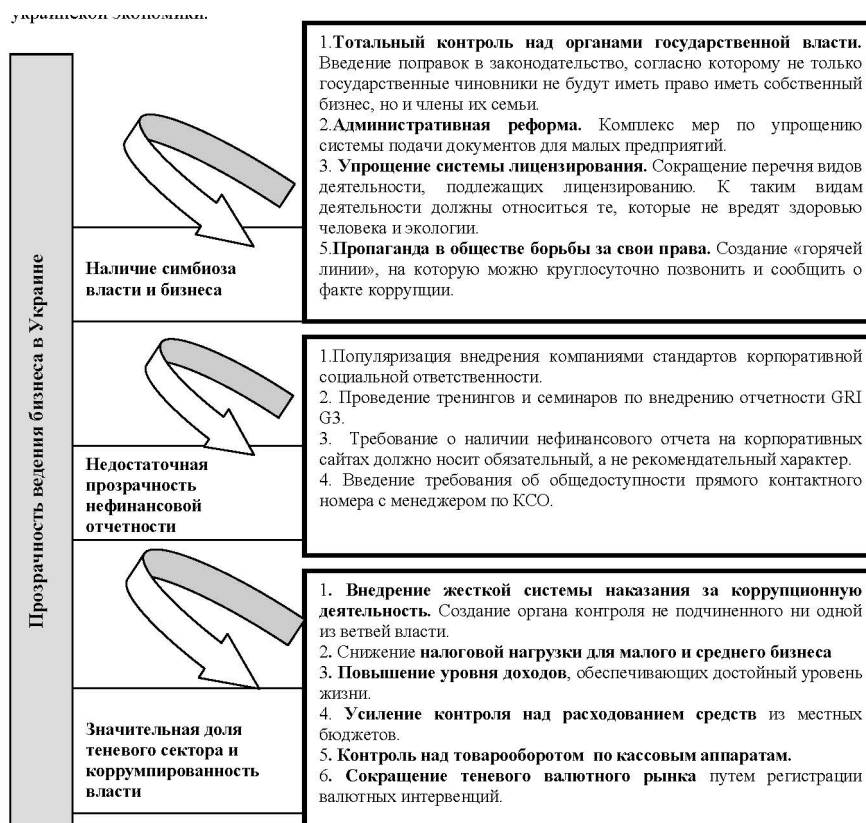 украинской экономики.
Прозрачность ведения бизнеса в Украине
Наличие симбиоза
власти и бизнеса
1.Тотальный контроль над органами государственной власти.
Введение поправок в законодательство, согласно которому не только
государственные чиновники не будут иметь право иметь собственный
бизнес, но и члены их семьи.
2.Административная реформа. Комплекс мер по упрощению
системы подачи документов для малых предприятий.
3. Упрощение системы лицензирования. Сокращение перечня видов
деятельности, подлежащих лицензированию. К таким видам
деятельности должны относиться те, которые не вредят здоровью
человека и экологии.
5.Пропаганда в обществе борьбы за свои права. Создание «горячей
линии», на которую можно круглосуточно позвонить и сообщить о
факте коррупции.
Недостаточная
прозрачность
нефинансовой
отчетности
1.Популяризация внедрения компаниями стандартов корпоративной
социальной ответственности.
2. Проведение тренингов и семинаров по внедрению отчетности GRI
G3.
3. Требование о наличии нефинансового отчета на корпоративных
сайтах должно носит обязательный, а не рекомендательный характер.
4. Введение требования об общедоступности прямого контактного
номера с менеджером по КСО.
Значительная доля
теневого сектора и
коррумпированность
власти
1. Внедрение жесткой системы наказания за коррупционную
деятельность. Создание органа контроля не подчиненного ни одной
из ветвей власти.
2. Снижение налоговой нагрузки для малого и среднего бизнеса
3. Повышение уровня доходов, обеспечивающих достойный уровень
жизни.
4. Усиление контроля над расходованием средств из местных
бюджетов.
5. Контроль над товарооборотом по кассовым аппаратам.
6. Сокращение теневого валютного рынка путем регистрации
валютных интервенций.